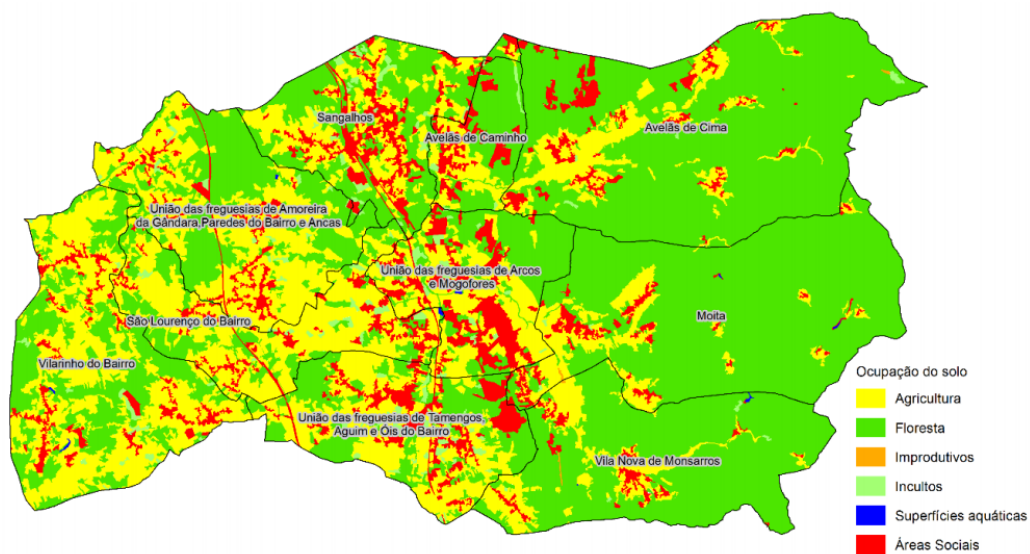 Sangalhos
Avelãs de Caminho
Avelãs de Cima
União das freguesias de Amoreira
da Gândara,Paredes do Bairro e Ancas
União das freguesias de Arcos
e Mogofores
São Lourenço do Bairro
Moita
Vilarinho do Bairro
União das freguesias de Tamengos,
Aguim e Óis do Bairro
Vila Nova de Monsarros
Ocupação do solo
Agricultura
Floresta
Improdutivos
Incultos
Superfícies aquáticas
Áreas Sociais